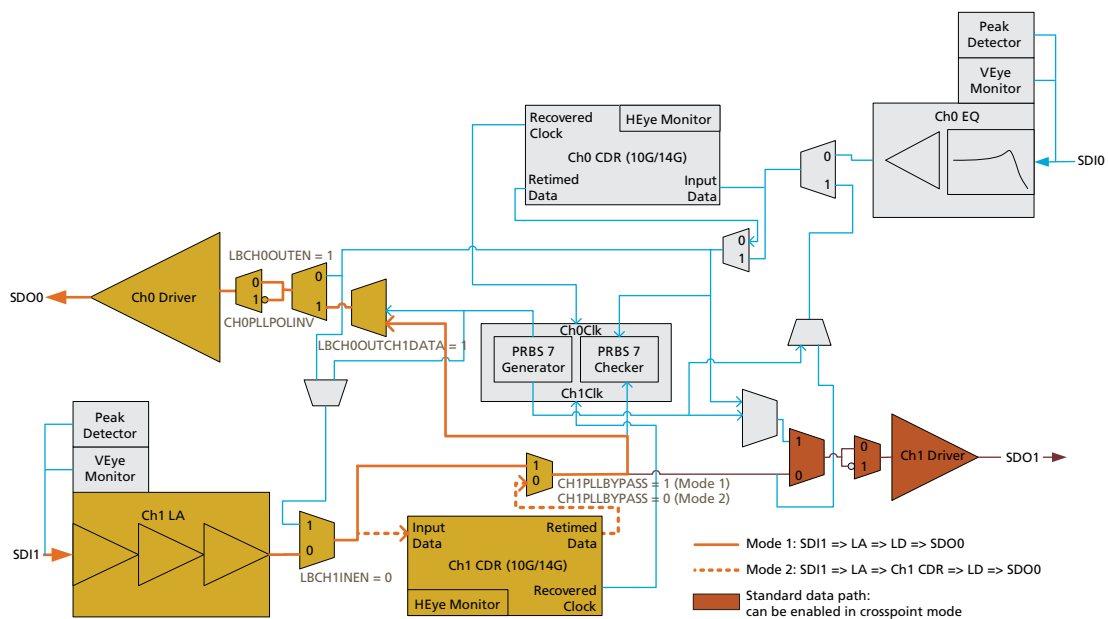 Peak
Detector
VEye
Monitor
Ch0 EQ
SDI0
Recovered
Clock
HEye Monitor
Ch0 CDR (10G/14G)
Retimed
Data
Input
Data
0
1
0
1
LBCH0OUTEN = 1
0
1
0
1
SDO0
Ch0 Driver
CH0PLLPOLINV
LBCH0OUTCH1DATA = 1
Ch0Clk
PRBS 7
Generator
PRBS 7
Checker
Ch1Clk
Peak
Detector
VEye
Monitor
Ch1 LA
SDI1
1
0
LBCH1INEN = 0
1
0
CH1PLLBYPASS = 1 (Mode 1)
CH1PLLBYPASS = 0 (Mode 2)
1
0
0
1
Ch1 Driver
SDO1
Input
Data
Retimed
Data
Ch1 CDR (10G/14G)
HEye Monitor
Recovered
Clock
Mode 1: SDI1 => LA => LD => SDO0
Mode 2: SDI1 => LA => Ch1 CDR => LD => SDO0
Standard data path:
can be enabled in crosspoint mode